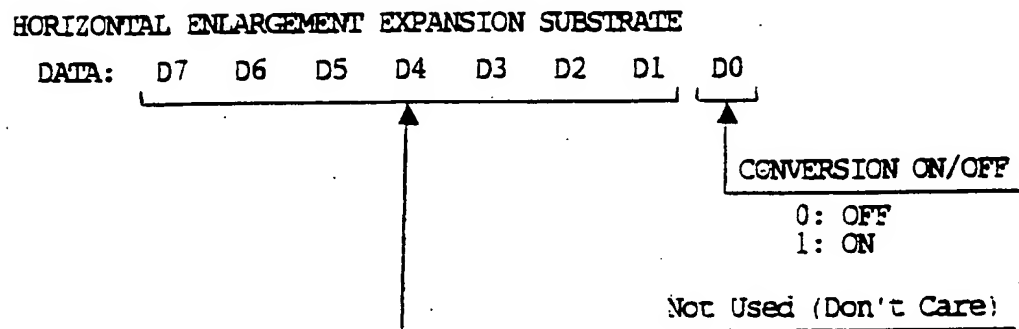 HORIZONTAL ENLARGEMENT EXPANSION SUBSTRATE
DATA: D7 D6 D5 D4 D3 D2 D1 D0
CONVERSION ON/OFF
0: OFF
1: ON
Not Used (Don't Care)